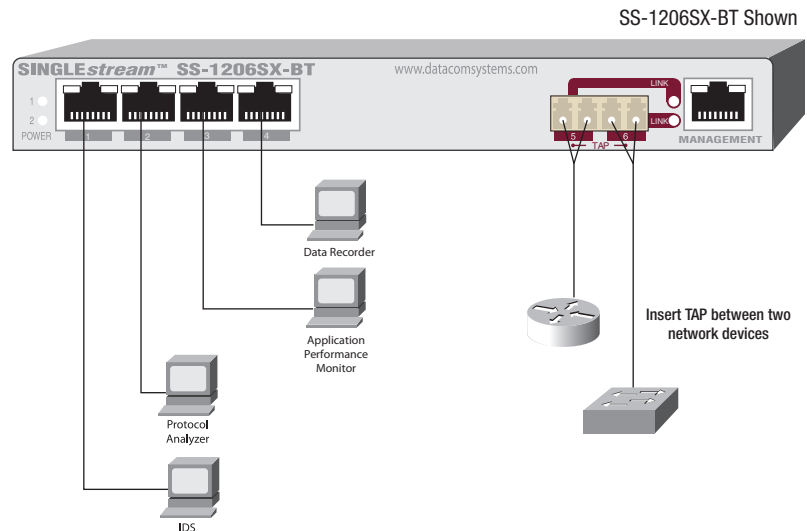 SS-1206SX-BT Shown
SINGLEstream™ SS-1206SX-BT
www.datacomsystems.com
LINK
1
2
POWER
1
2
3
4
LINK
5
6
TAP
MANAGEMENT
Data Recorder
Application
Performance
Monitor
Insert TAP between two
network devices
Protocol
Analyzer
IDS